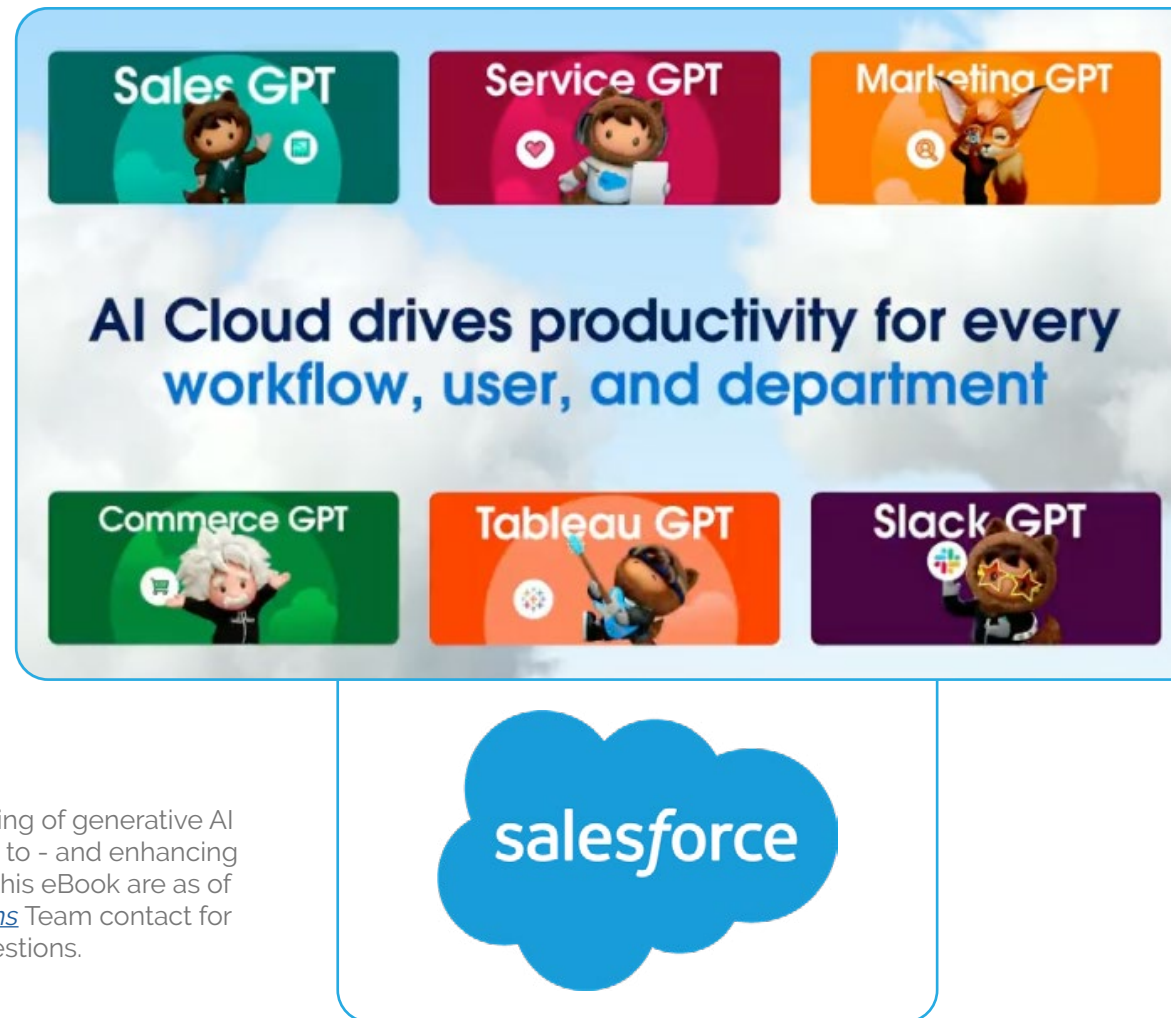 Sales GPT
Service GPT
Marketing GPT
AI Cloud drives productivity for every
workflow, user, and department
Commerce GPT
Tableau GPT
Slack GPT
ing of generative AI
to - and enhancing
his eBook are as of
ns Team contact for
estions.
salesforce